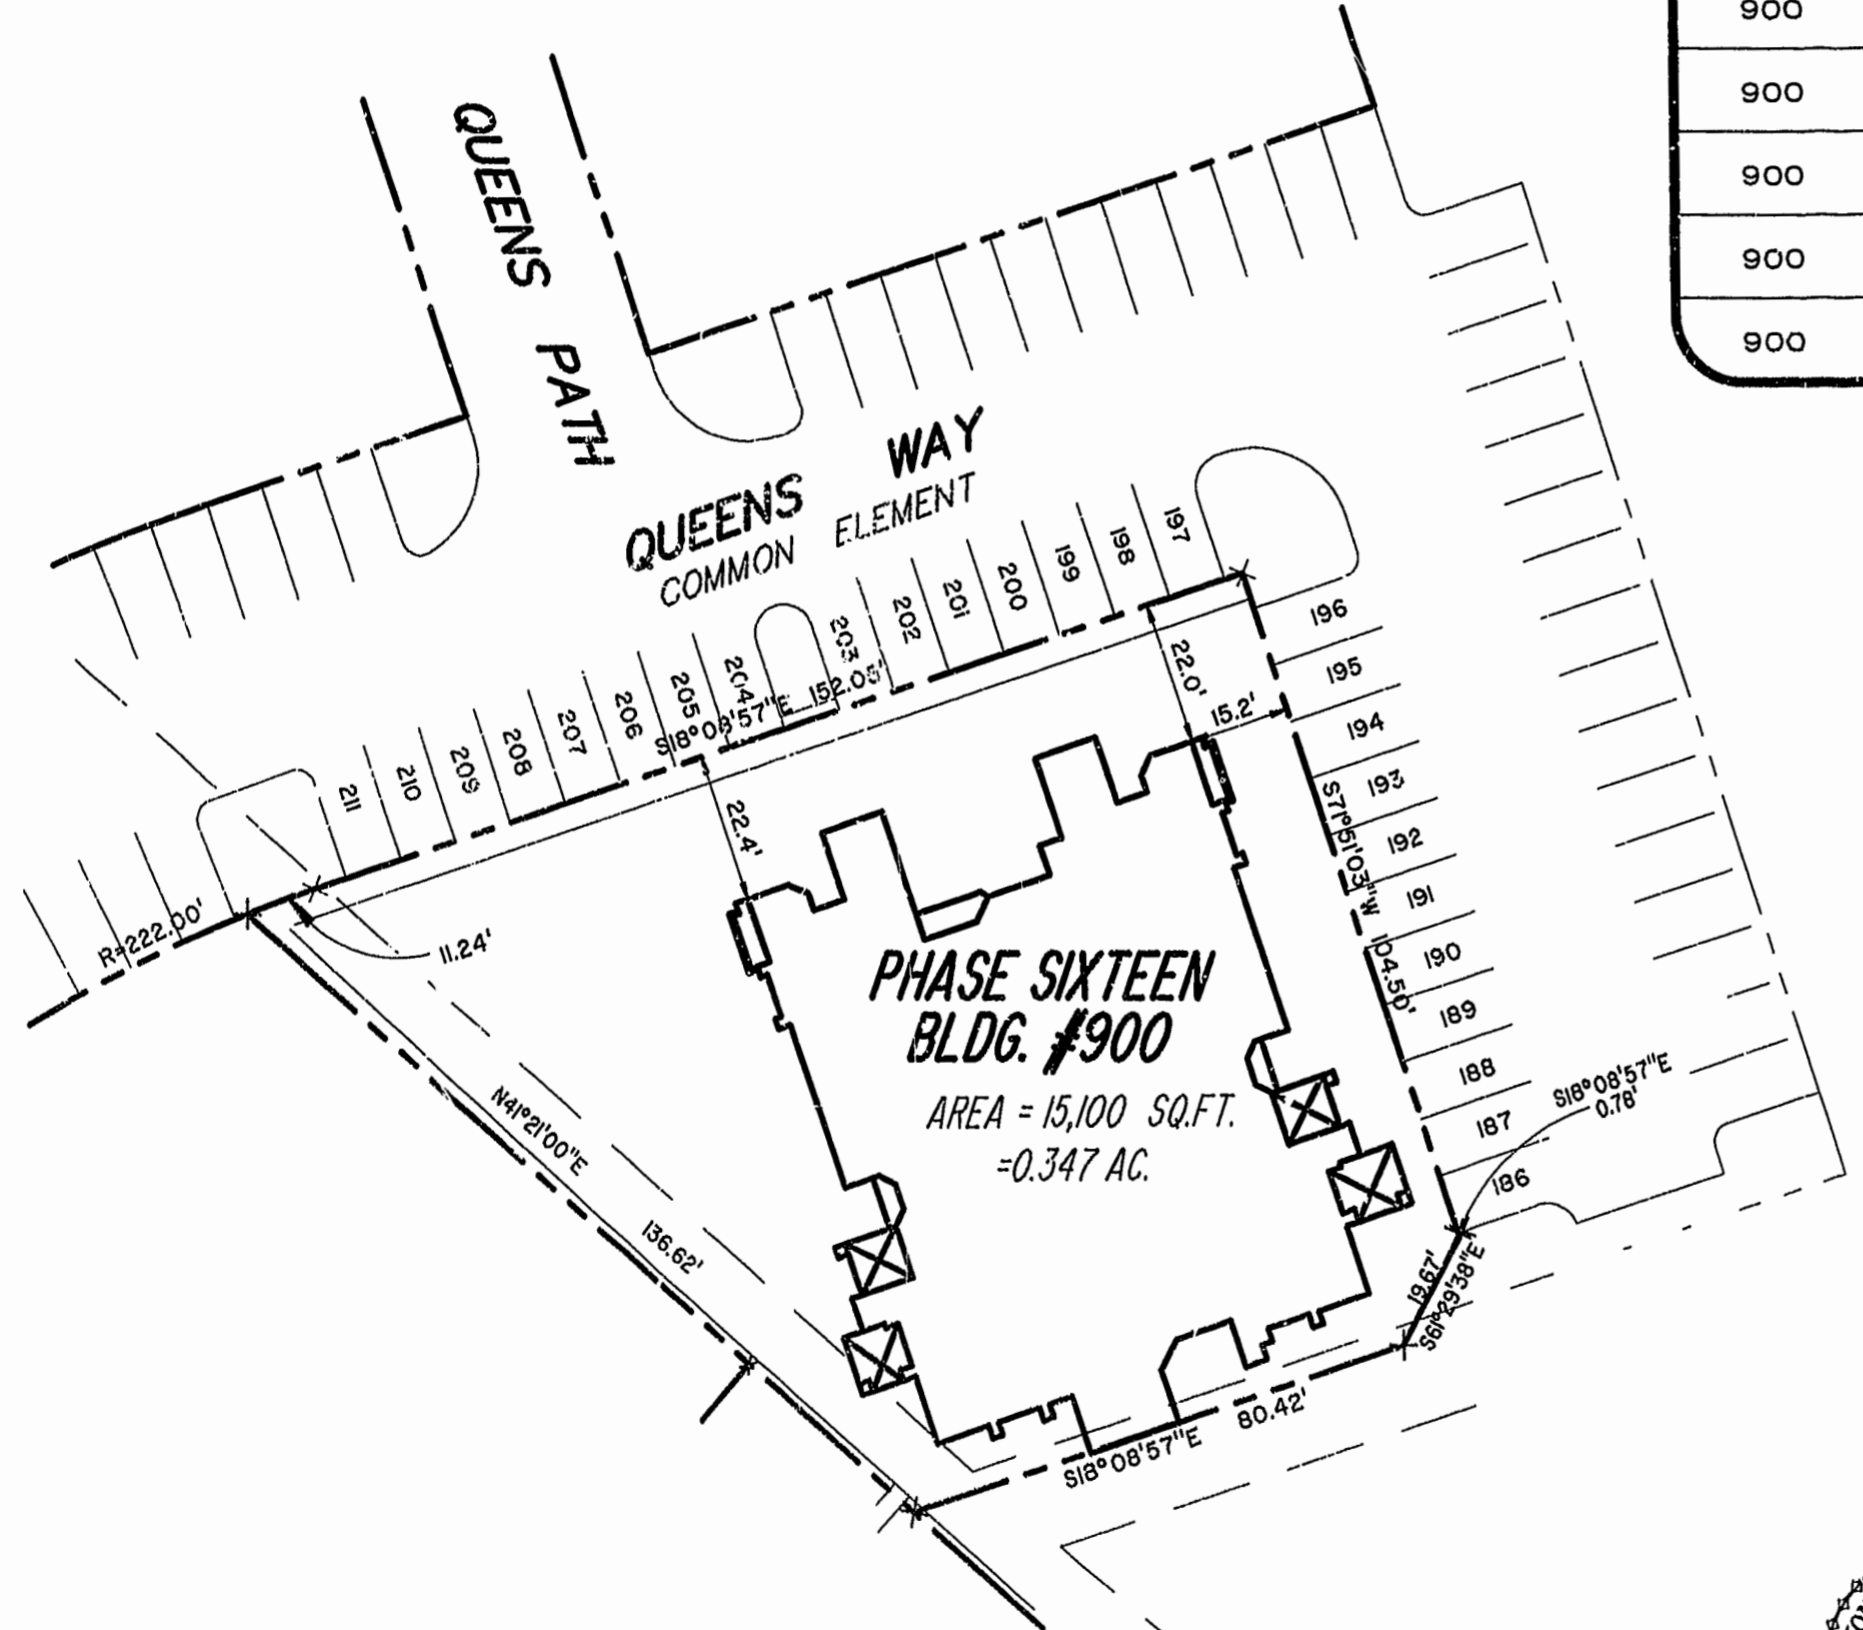 900
900
900
900
900
QUEENS PATH
QUEENS WAY
COMMON ELEMENT
197
198
199
200
201
202
203
204
205
206
207
208
209
210
211
S18°08'57"E 152.05'
196
195
194
193
192
191
190
189
188
187
186
22.0'
15.2'
22.4'
S71°51'03"W 104.50'
R=222.00'
11.24'
PHASE SIXTEEN
BLDG. #900
AREA = 15,100 SQ.FT.
=0.347 AC.
S18°08'57"E
0.78'
N41°21'00"E
136.62'
19.67'
S61°29'38"E
80.42'
S18°08'57"E